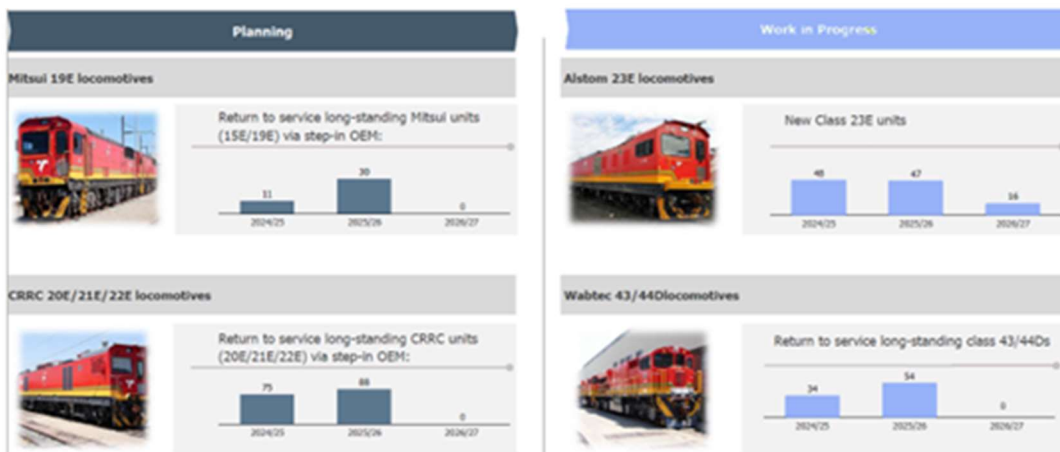 Planning
Mitsui 19E locomotives
Return to service long-standing Mitsui units
(15E/19E) via step-in OEM:
11
30
0
2024/25
2025/26
2026/27
CRRC 20E/21E/22E locomotives
Return to service long-standing CRRC units
(20E/21E/22E) via step-in OEM:
75
88
0
2024/25
2025/26
2026/27
Work in Progress
Alstom 23E locomotives
New Class 23E units
48
47
16
2024/25
2025/26
2026/27
Wabtec 43/44Dlocomotives
Return to service long-standing class 43/44Ds
34
54
0
2024/25
2025/26
2026/27